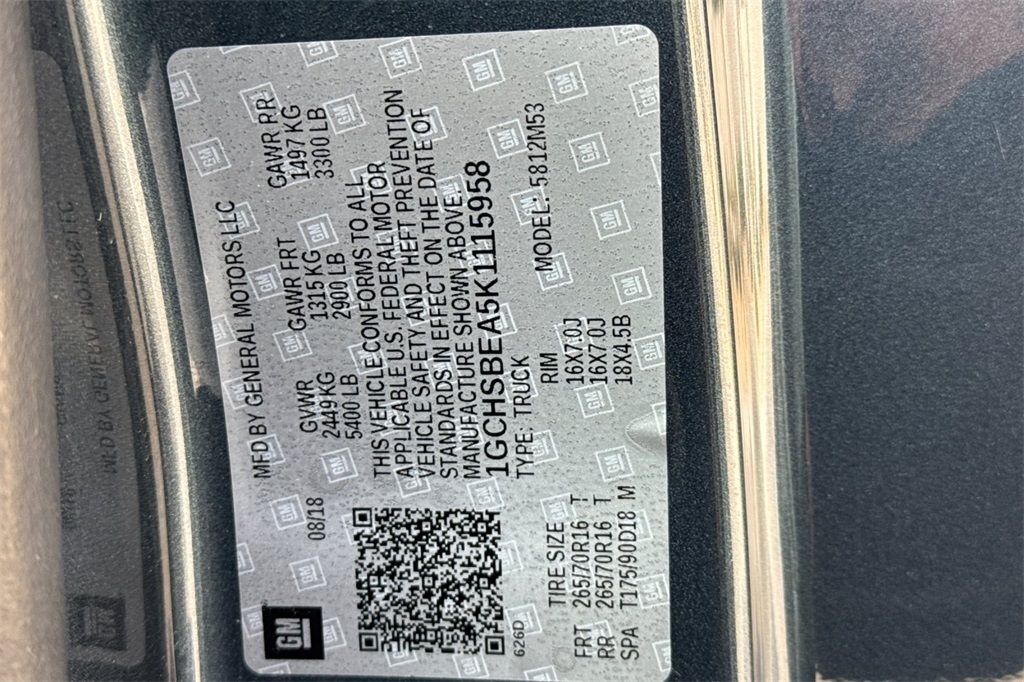 MFD BY GENERAL MOTORS LLC
08/18
GVWR GAWR FRT GAWR RR
2449 KG 1315 KG 1497 KG
5400 LB 2900 LB 3300 LB
THIS VEHICLE CONFORMS TO ALL
APPLICABLE U.S. FEDERAL MOTOR
VEHICLE SAFETY AND THEFT PREVENTION
STANDARDS IN EFFECT ON THE DATE OF
MANUFACTURE SHOWN ABOVE.
1GCHSBEA5K1115958
TYPE: TRUCK MODEL: 5812M53
GM
626D
TIRE SIZE RIM
FRT 265/70R16 T 16X7.0J
RR 265/70R16 T 16X7.0J
SPA T175/90D18 M 18X4.5B